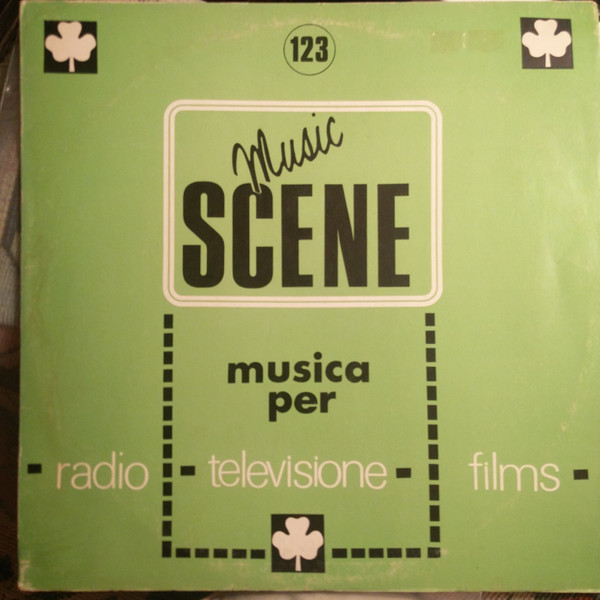 123
Music
SCENE
musica
per
- radio - televisione - films -